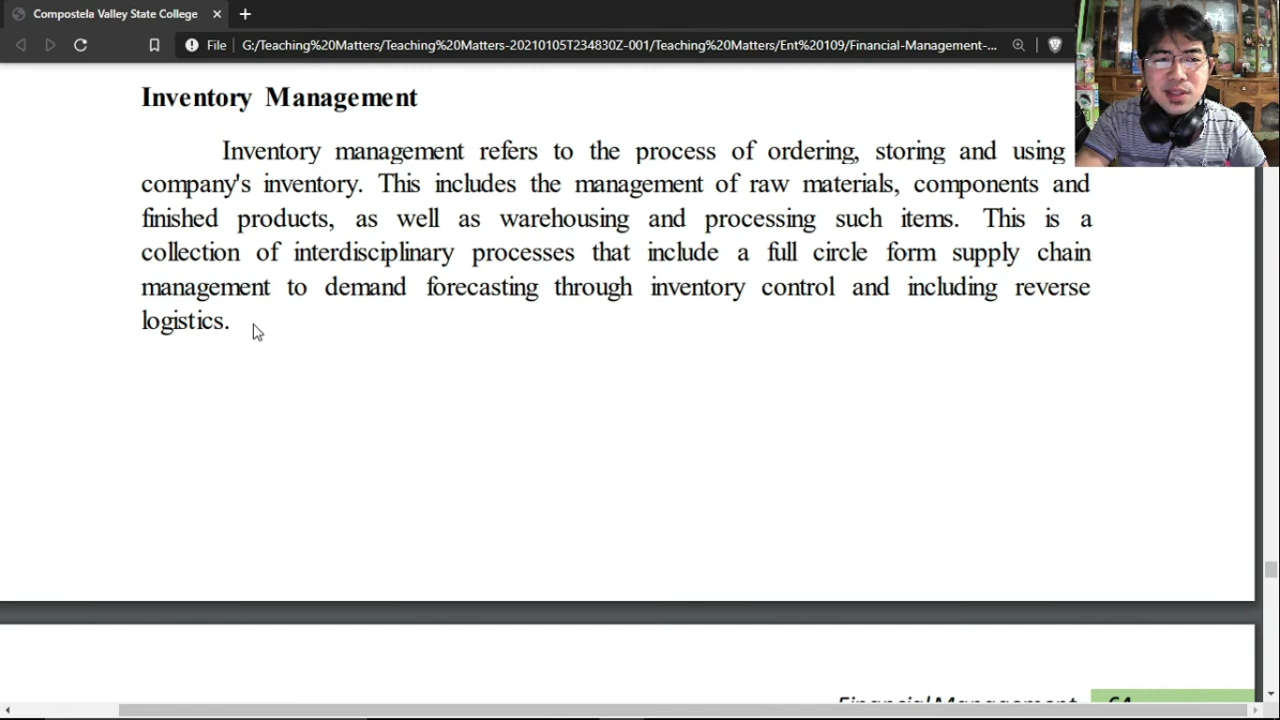 Compostela Valley State College
File G:/Teaching%20Matters/Teaching%20Matters-20210105T234830Z-001/Teaching%20Matters/Ent%20109/Financial-Management-...
Inventory Management
Inventory management refers to the process of ordering, storing and using
company's inventory. This includes the management of raw materials, components and
finished products, as well as warehousing and processing such items. This is a
collection of interdisciplinary processes that include a full circle form supply chain
management to demand forecasting through inventory control and including reverse
logistics.
Financial Management 64